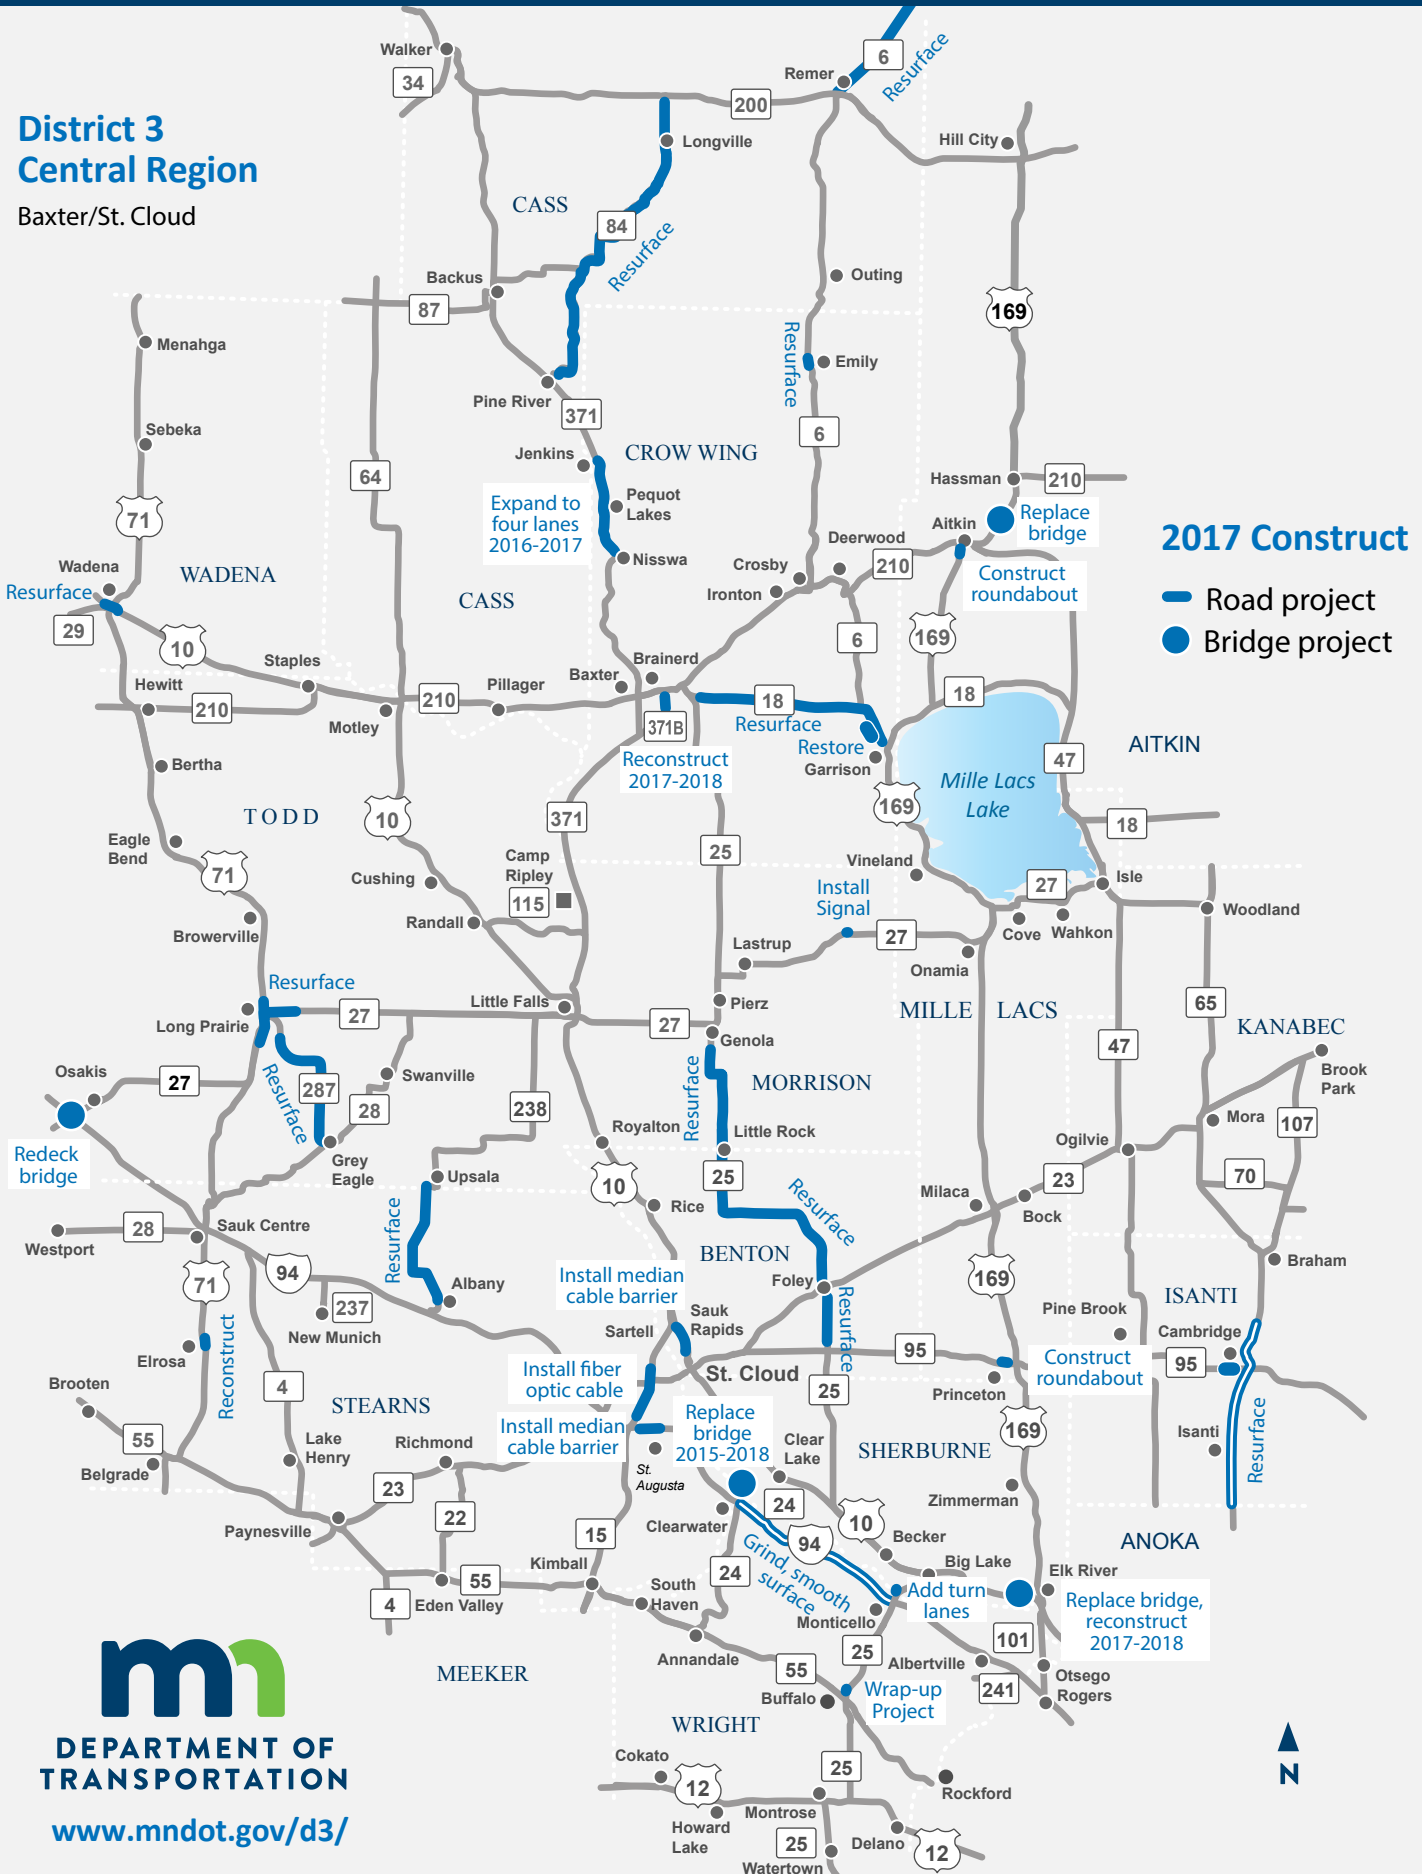 District 3
Central Region
Baxter/St. Cloud
Walker
34
Remer
6
Resurface
200
Longville
Hill City
CASS
84
Resurface
Backus
87
Outing
169
Menahga
Resurface
Emily
Pine River
371
Sebeka
6
CROW WING
Jenkins
64
Hassman
210
Expand to
four lanes
2016-2017
Pequot
Lakes
71
Nisswa
Aitkin
Replace
bridge
2017 Construct
Road project
Bridge project
Deerwood
210
Crosby
Ironton
Construct
roundabout
Wadena
WADENA
Resurface
29
CASS
10
6
169
Staples
Brainerd
Baxter
Hewitt
210
210
Pillager
Motley
18
18
371B
Resurface
Restore
Garrison
Reconstruct
2017-2018
47
AITKIN
Bertha
Mille Lacs
Lake
TODD
10
371
169
18
Eagle
Bend
25
71
Camp
Ripley
115
Cushing
Vineland
27
Isle
Install
Signal
Randall
Browerville
27
Cove
Wahkon
Woodland
Lastrup
Onamia
Resurface
Little Falls
Pierz
Long Prairie
27
27
Genola
MILLE LACS
65
KANABEC
47
Osakis
27
Resurface
287
Swanville
28
Resurface
MORRISON
Brook
Park
238
Royalton
Little Rock
Mora
107
Ogilvie
Redeck
bridge
Grey
Eagle
Upsala
10
25
23
70
Rice
Milaca
Bock
Resurface
Westport
28
Sauk Centre
Resurface
BENTON
Braham
71
94
Install median
cable barrier
Foley
169
237
New Munich
Albany
ISANTI
Sauk
Rapids
Sartell
Resurface
Pine Brook
Cambridge
Elrosa
Reconstruct
95
Construct
roundabout
95
Install fiber
optic cable
St. Cloud
Brooten
4
25
Princeton
STEARNS
Install median
cable barrier
Replace
bridge
2015-2018
169
Resurface
55
Belgrade
Lake
Henry
Richmond
Clear
Lake
SHERBURNE
Isanti
St.
Augusta
23
24
Zimmerman
22
Clearwater
10
Paynesville
15
94
Becker
ANOKA
Grind, smooth
surface
Kimball
24
Big Lake
Elk River
55
South
Haven
Add turn
lanes
4
Eden Valley
Monticello
Replace bridge,
reconstruct
2017-2018
101
25
Annandale
Albertville
MEEKER
55
241
Otsego
Rogers
Buffalo
Wrap-up
Project
WRIGHT
DEPARTMENT OF
TRANSPORTATION
www.mndot.gov/d3/
Cokato
12
25
Rockford
N
Montrose
Howard
Lake
25
Delano
12
Watertown